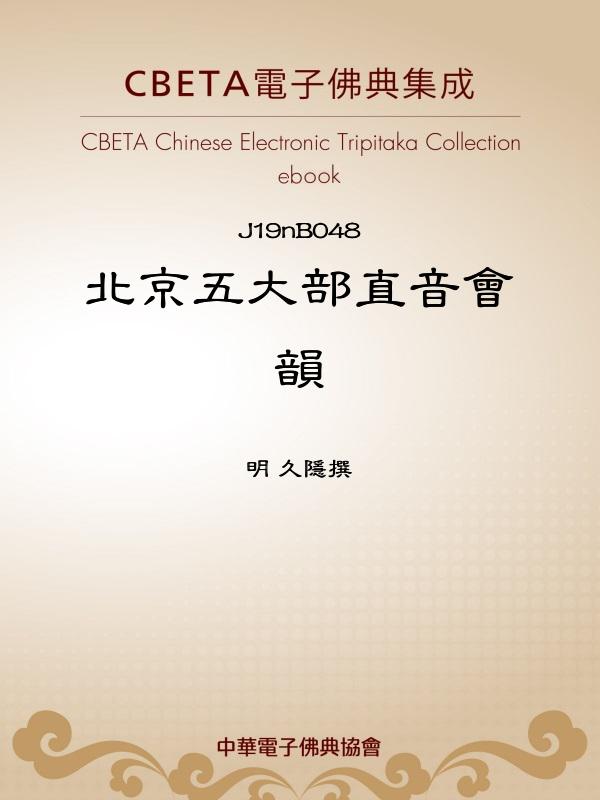 CBETA電子佛典集成
CBETA Chinese Electronic Tripitaka Collection
ebook
J19nB048
北京五大部直音會
韻
明 久隱撰
中華電子佛典協會